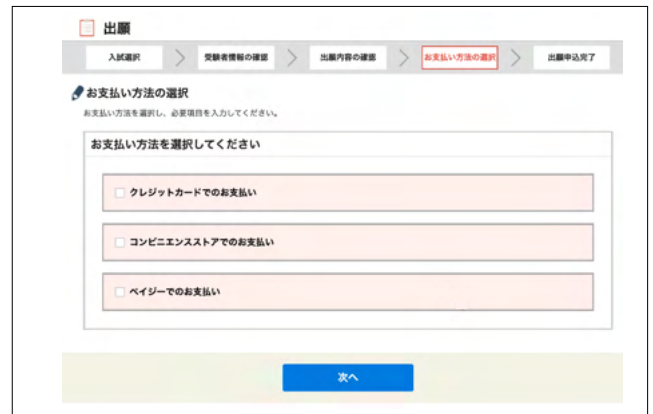 出願
入試選択
受験者情報の確認
出願内容の確認
お支払い方法の選択
出願申込完了
お支払い方法の選択
お支払い方法を選択し、必要項目を入力してください。
お支払い方法を選択してください
クレジットカードでのお支払い
コンビニエンスストアでのお支払い
ペイジーでのお支払い
次へ